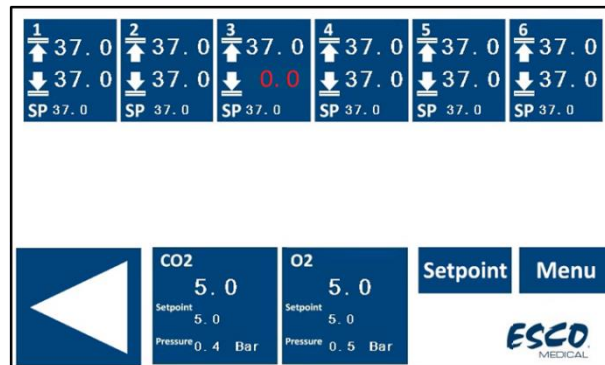 1 2 3 4 5 6
37.0 37.0 37.0 37.0 37.0 37.0
37.0 37.0 0.0 37.0 37.0 37.0
SP 37.0 SP 37.0 SP 37.0 SP 37.0 SP 37.0 SP 37.0
CO2 O2 Setpoint Menu
5.0 5.0
Setpoint Setpoint
5.0 5.0
Pressure 0.4 Bar Pressure 0.5 Bar
ESCO
MEDICAL